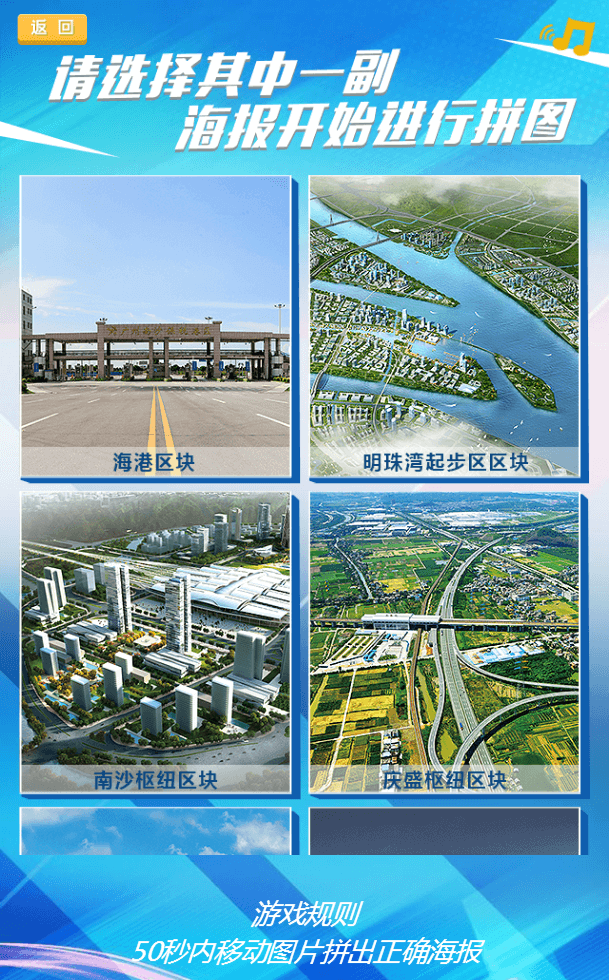 返 回
请选择其中一副
海报开始进行拼图
海港区块
明珠湾起步区区块
南沙枢纽区块
庆盛枢纽区块
游戏规则
50秒内移动图片拼出正确海报